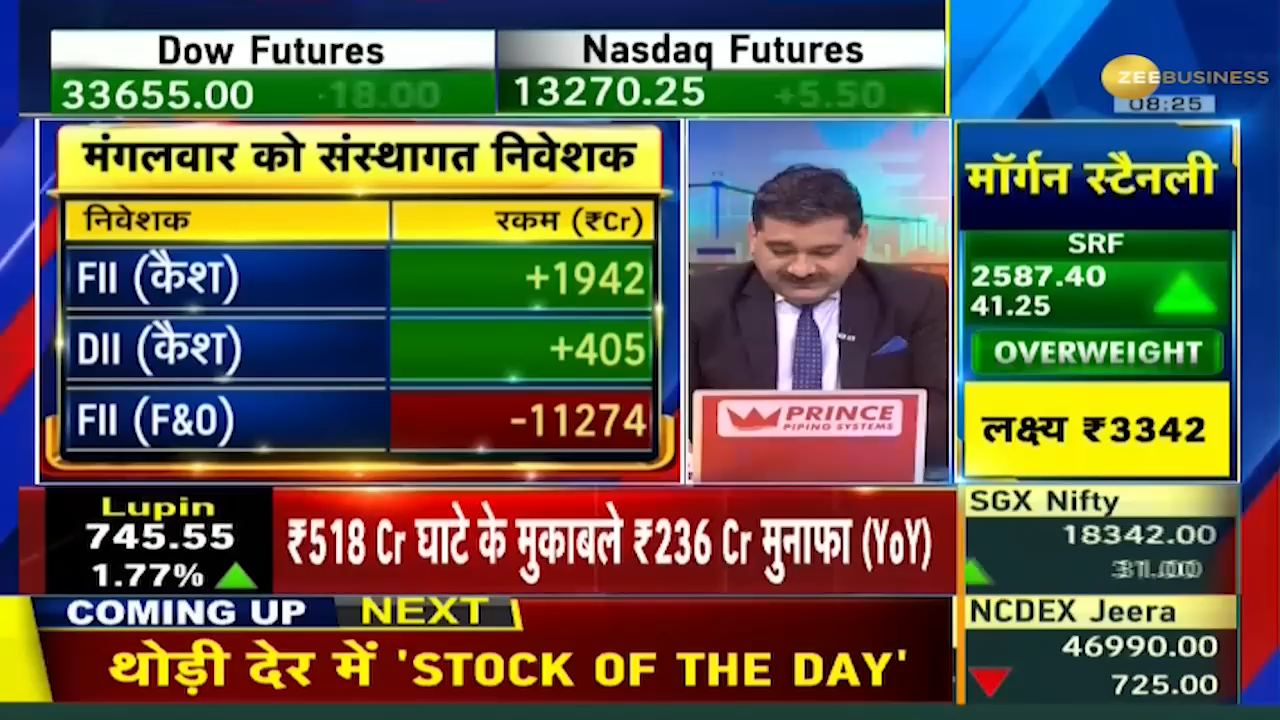 Dow Futures
33655.00 -18.00
Nasdaq Futures
13270.25 +5.50
ZEEBUSINESS
08:25
मंगलवार को संस्थागत निवेशक
निवेशक रकम (₹Cr)
FII (कैश) +1942
DII (कैश) +405
FII (F&O) -11274
PRINCE
PIPING SYSTEMS
मॉर्गन स्टैनली
SRF
2587.40
41.25
OVERWEIGHT
लक्ष्य ₹3342
SGX Nifty
18342.00
31.00
NCDEX Jeera
46990.00
725.00
Lupin
745.55
1.77%
₹518 Cr घाटे के मुकाबले ₹236 Cr मुनाफा (YoY)
COMING UP NEXT
थोड़ी देर में 'STOCK OF THE DAY'